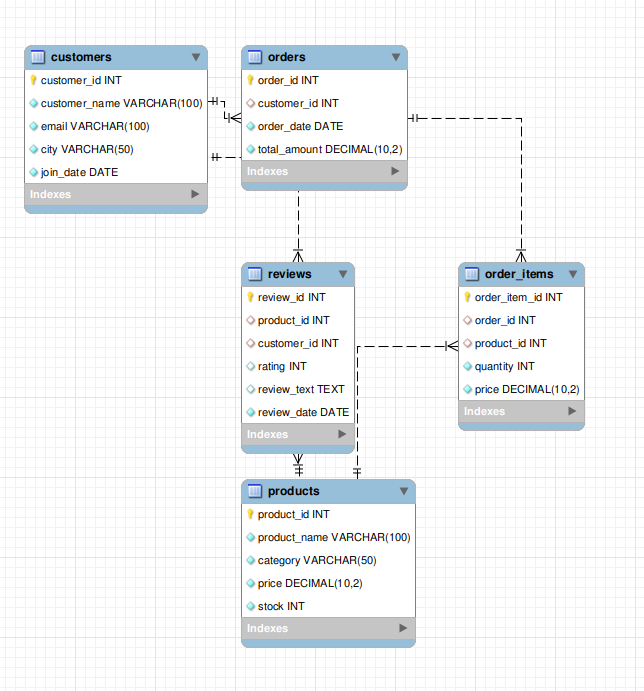 customers
customer_id INT
customer_name VARCHAR(100)
email VARCHAR(100)
city VARCHAR(50)
join_date DATE
Indexes
orders
order_id INT
customer_id INT
order_date DATE
total_amount DECIMAL(10,2)
Indexes
reviews
review_id INT
product_id INT
customer_id INT
rating INT
review_text TEXT
review_date DATE
Indexes
order_items
order_item_id INT
order_id INT
product_id INT
quantity INT
price DECIMAL(10,2)
Indexes
products
product_id INT
product_name VARCHAR(100)
category VARCHAR(50)
price DECIMAL(10,2)
stock INT
Indexes